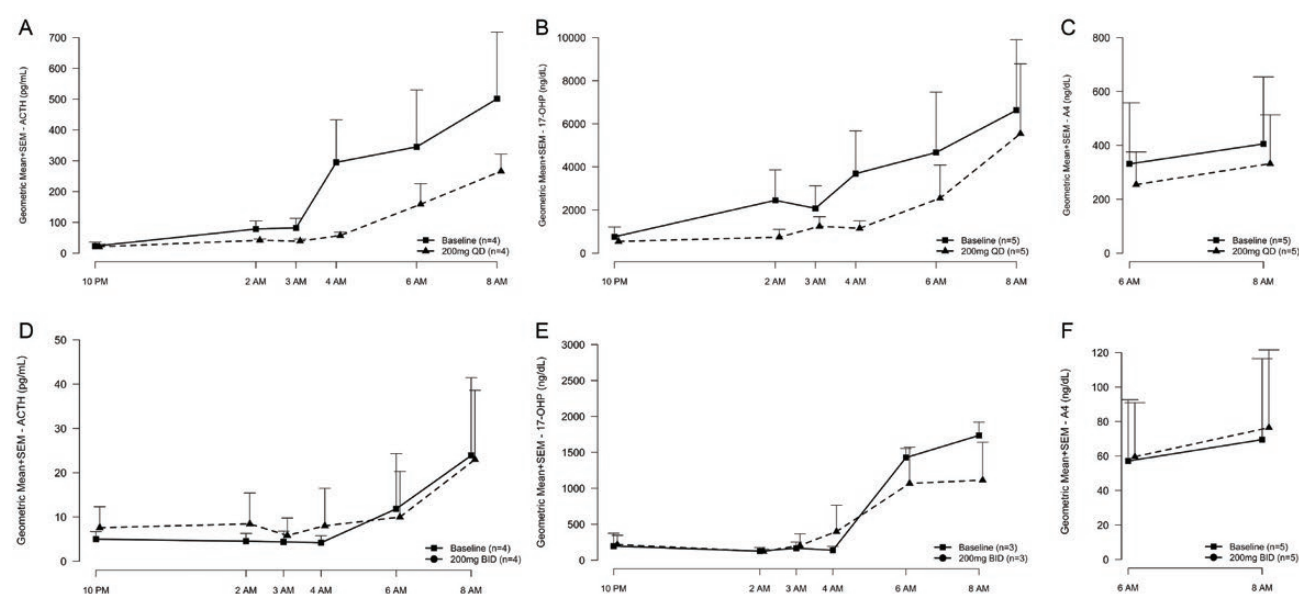 A
Geometric Mean+SEM - ACTH (pg/mL)
700
600
500
400
300
200
100
0
Baseline (n=4)
200mg QD (n=4)
10 PM 2 AM 3 AM 4 AM 6 AM 8 AM
B
Geometric Mean+SEM - 17-OHP (ng/dL)
10000
8000
6000
4000
2000
0
Baseline (n=5)
200mg QD (n=5)
10 PM 2 AM 3 AM 4 AM 6 AM 8 AM
C
Geometric Mean+SEM - A4 (ng/dL)
800
600
400
200
0
Baseline (n=5)
200mg QD (n=5)
6 AM 8 AM
D
Geometric Mean+SEM - ACTH (pg/mL)
50
40
30
20
10
0
Baseline (n=4)
200mg BID (n=4)
10 PM 2 AM 3 AM 4 AM 6 AM 8 AM
E
Geometric Mean+SEM - 17-OHP (ng/dL)
3000
2500
2000
1500
1000
500
0
Baseline (n=3)
200mg BID (n=3)
10 PM 2 AM 3 AM 4 AM 6 AM 8 AM
F
Geometric Mean+SEM - A4 (ng/dL)
120
100
80
60
40
20
0
Baseline (n=5)
200mg BID (n=5)
6 AM 8 AM